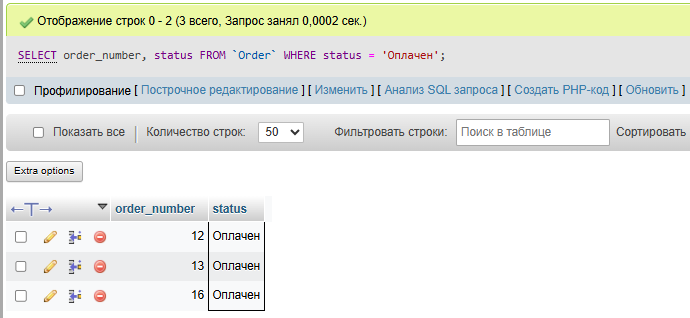 Отображение строк 0 - 2 (3 всего, Запрос занял 0,0002 сек.)
SELECT order_number, status FROM `Order` WHERE status = 'Оплачен';
Профилирование [ Построчное редактирование ] [ Изменить ] [ Анализ SQL запроса ] [ Создать PHP-код ] [ Обновить ]
Показать все | Количество строк: 50 Фильтровать строки: Поиск в таблице Сортировать
Extra options
←T→ order_number status
12 Оплачен
13 Оплачен
16 Оплачен